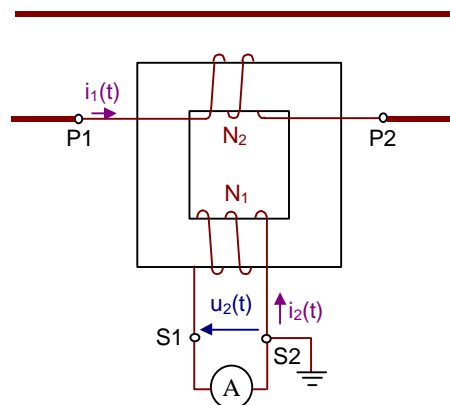 i₁(t)
P1
P2
N₂
N₁
u₂(t)
i₂(t)
S1
S2
A